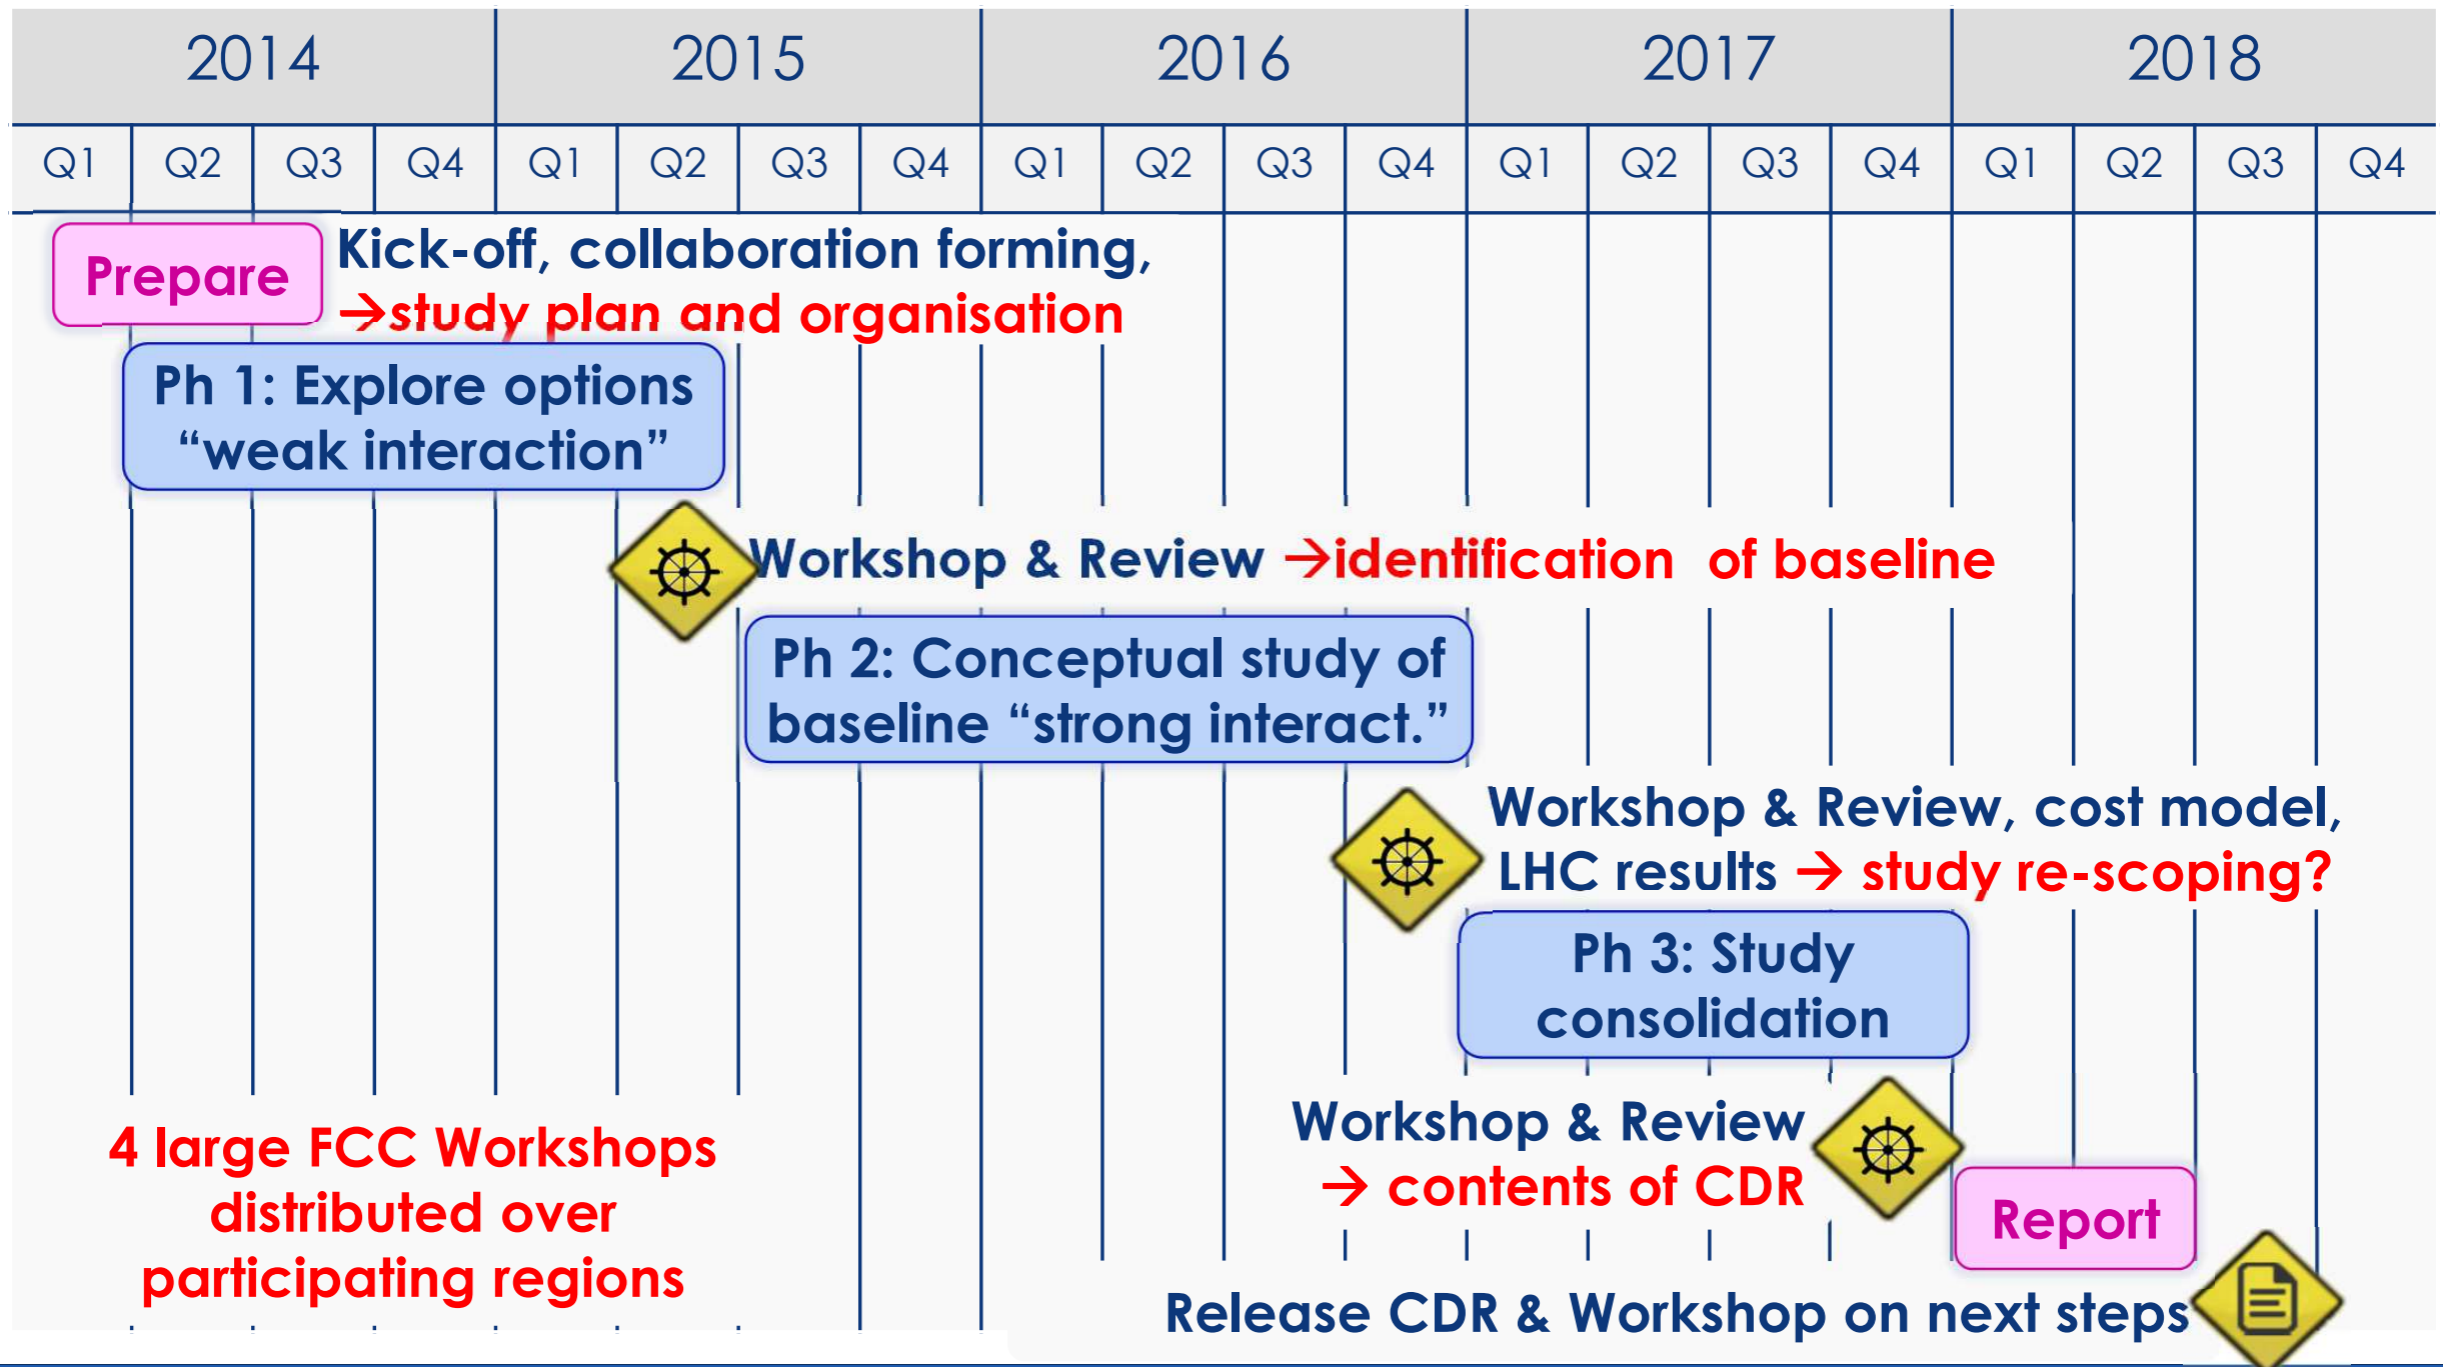 2014 2015 2016 2017 2018
Q1 Q2 Q3 Q4 Q1 Q2 Q3 Q4 Q1 Q2 Q3 Q4 Q1 Q2 Q3 Q4 Q1 Q2 Q3 Q4
Prepare
Kick-off, collaboration forming,
→study plan and organisation
Ph 1: Explore options
“weak interaction”
Workshop & Review →identification of baseline
Ph 2: Conceptual study of
baseline “strong interact.”
Workshop & Review, cost model,
LHC results → study re-scoping?
Ph 3: Study
consolidation
Workshop & Review
→ contents of CDR
4 large FCC Workshops
distributed over
participating regions
Report
Release CDR & Workshop on next steps